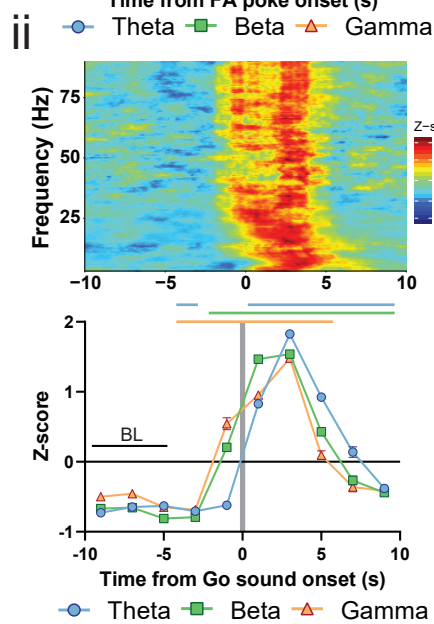 Time from FA poke onset (s)
ii
Theta Beta Gamma
Frequency (Hz)
75
50
25
Z-s
-10 -5 0 5 10
Z-score
2
1
0
-1
BL
-10 -5 0 5 10
Time from Go sound onset (s)
Theta Beta Gamma